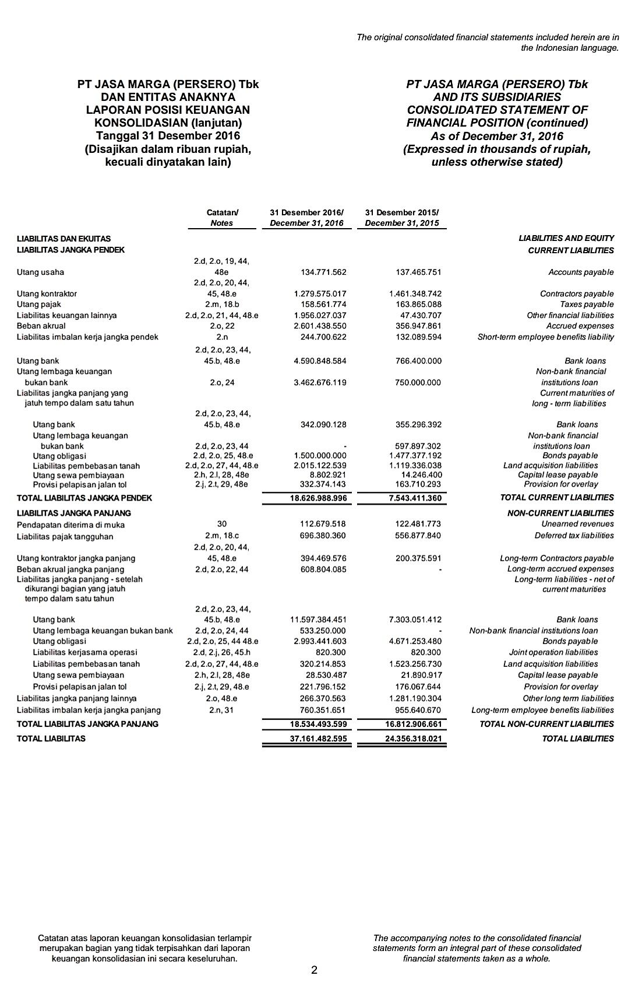 The original consolidated financial statements included herein are in
the Indonesian language.
PT JASA MARGA (PERSERO) Tbk
DAN ENTITAS ANAKNYA
LAPORAN POSISI KEUANGAN
KONSOLIDASIAN (lanjutan)
Tanggal 31 Desember 2016
(Disajikan dalam ribuan rupiah,
kecuali dinyatakan lain)
PT JASA MARGA (PERSERO) Tbk
AND ITS SUBSIDIARIES
CONSOLIDATED STATEMENT OF
FINANCIAL POSITION (continued)
As of December 31, 2016
(Expressed in thousands of rupiah,
unless otherwise stated)
Catatan/ 31 Desember 2016/ 31 Desember 2015/
Notes December 31, 2016 December 31, 2015
LIABILITAS DAN EKUITAS LIABILITIES AND EQUITY
LIABILITAS JANGKA PENDEK CURRENT LIABILITIES
2.d, 2.o, 19, 44,
Utang usaha 48e 134.771.562 137.465.751 Accounts payable
2.d, 2.o, 20, 44,
Utang kontraktor 45, 48.e 1.279.575.017 1.461.348.742 Contractors payable
Utang pajak 2.m, 18.b 158.561.774 163.865.088 Taxes payable
Liabilitas keuangan lainnya 2.d, 2.o, 21, 44, 48.e 1.956.027.037 47.430.707 Other financial liabilities
Beban akrual 2.o, 22 2.601.438.550 356.947.861 Accrued expenses
Liabilitas imbalan kerja jangka pendek 2.n 244.700.622 132.089.594 Short-term employee benefits liability
2.d, 2.o, 23, 44,
Utang bank 45.b, 48.e 4.590.848.584 766.400.000 Bank loans
Utang lembaga keuangan Non-bank financial
bukan bank 2.o, 24 3.462.676.119 750.000.000 institutions loan
Liabilitas jangka panjang yang Current maturities of
jatuh tempo dalam satu tahun long - term liabilities
2.d, 2.o, 23, 44,
Utang bank 45.b, 48.e 342.090.128 355.296.392 Bank loans
Utang lembaga keuangan Non-bank financial
bukan bank 2.d, 2.o, 23, 44 - 597.897.302 institutions loan
Utang obligasi 2.d, 2.o, 25, 48.e 1.500.000.000 1.477.377.192 Bonds payable
Liabilitas pembebasan tanah 2.d, 2.o, 27, 44, 48.e 2.015.122.539 1.119.336.038 Land acquisition liabilities
Utang sewa pembiayaan 2.h, 2.l, 28, 48e 8.802.921 14.246.400 Capital lease payable
Provisi pelapisan jalan tol 2.j, 2.t, 29, 48e 332.374.143 163.710.293 Provision for overlay
TOTAL LIABILITAS JANGKA PENDEK 18.626.988.996 7.543.411.360 TOTAL CURRENT LIABILITIES
LIABILITAS JANGKA PANJANG NON-CURRENT LIABILITIES
Pendapatan diterima di muka 30 112.679.518 122.481.773 Unearned revenues
Liabilitas pajak tangguhan 2.m, 18.c 696.380.360 556.877.840 Deferred tax liabilities
2.d, 2.o, 20, 44,
Utang kontraktor jangka panjang 45, 48.e 394.469.576 200.375.591 Long-term Contractors payable
Beban akrual jangka panjang 2.d, 2.o, 22, 44 608.804.085 - Long-term accrued expenses
Liabilitas jangka panjang - setelah Long-term liabilities - net of
dikurangi bagian yang jatuh current maturities
tempo dalam satu tahun
2.d, 2.o, 23, 44,
Utang bank 45.b, 48.e 11.597.384.451 7.303.051.412 Bank loans
Utang lembaga keuangan bukan bank 2.d, 2.o, 24, 44 533.250.000 - Non-bank financial institutions loan
Utang obligasi 2.d, 2.o, 25, 44 48.e 2.993.441.603 4.671.253.480 Bonds payable
Liabilitas kerjasama operasi 2.d, 2.j, 26, 45.h 820.300 820.300 Joint operation liabilities
Liabilitas pembebasan tanah 2.d, 2.o, 27, 44, 48.e 320.214.853 1.523.256.730 Land acquisition liabilities
Utang sewa pembiayaan 2.h, 2.l, 28, 48e 28.530.487 21.890.917 Capital lease payable
Provisi pelapisan jalan tol 2.j, 2.t, 29, 48.e 221.796.152 176.067.644 Provision for overlay
Liabilitas jangka panjang lainnya 2.o, 48.e 266.370.563 1.281.190.304 Other long term liabilities
Liabilitas imbalan kerja jangka panjang 2.n, 31 760.351.651 955.640.670 Long-term employee benefits liabilities
TOTAL LIABILITAS JANGKA PANJANG 18.534.493.599 16.812.906.661 TOTAL NON-CURRENT LIABILITIES
TOTAL LIABILITAS 37.161.482.595 24.356.318.021 TOTAL LIABILITIES
Catatan atas laporan keuangan konsolidasian terlampir
merupakan bagian yang tidak terpisahkan dari laporan
keuangan konsolidasian ini secara keseluruhan.
The accompanying notes to the consolidated financial
statements form an integral part of these consolidated
financial statements taken as a whole.
2